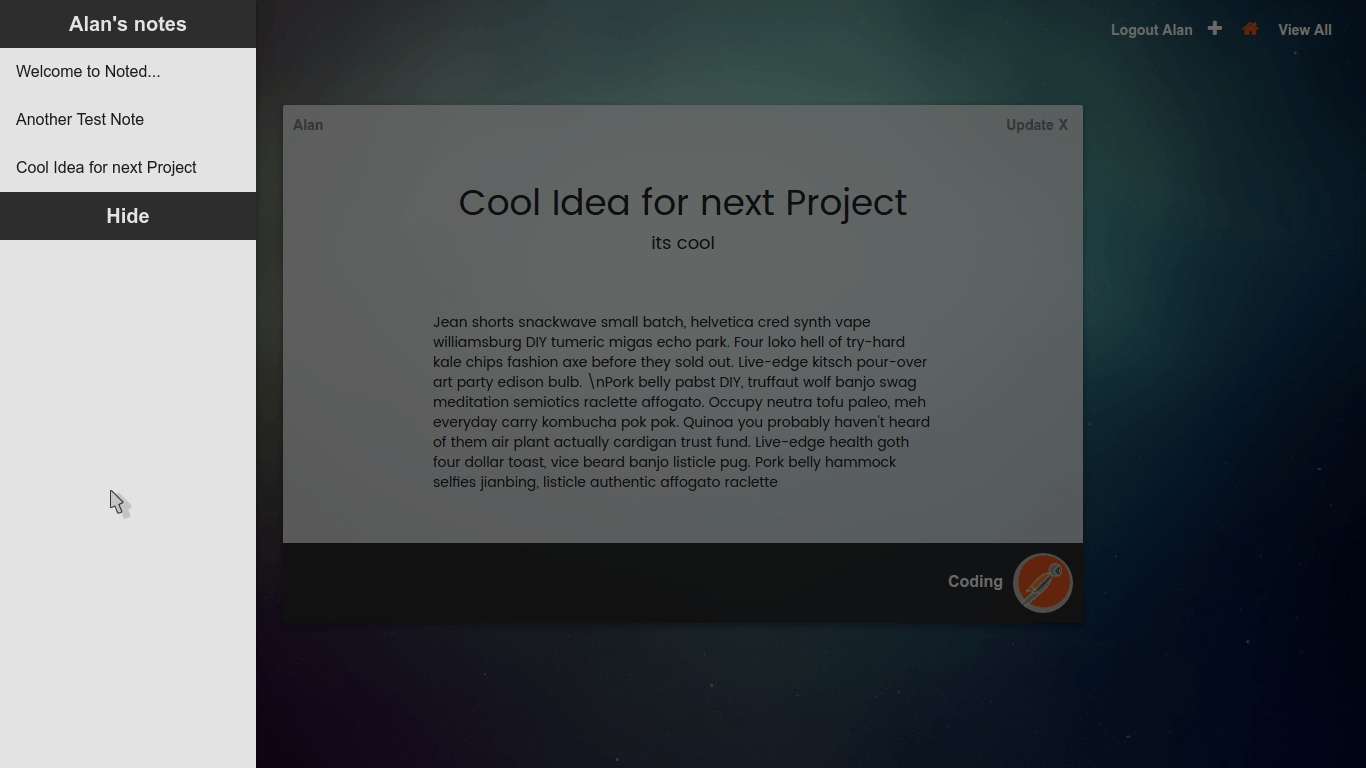 Alan's notes
Welcome to Noted...
Another Test Note
Cool Idea for next Project
Hide
Logout Alan
View All
Alan
Update X
Cool Idea for next Project
its cool
Jean shorts snackwave small batch, helvetica cred synth vape
williamsburg DIY tumeric migas echo park. Four loko hell of try-hard
kale chips fashion axe before they sold out. Live-edge kitsch pour-over
art party edison bulb. \nPork belly pabst DIY, truffaut wolf banjo swag
meditation semiotics raclette affogato. Occupy neutra tofu paleo, meh
everyday carry kombucha pok pok. Quinoa you probably haven't heard
of them air plant actually cardigan trust fund. Live-edge health goth
four dollar toast, vice beard banjo listicle pug. Pork belly hammock
selfies jianbing, listicle authentic affogato raclette
Coding